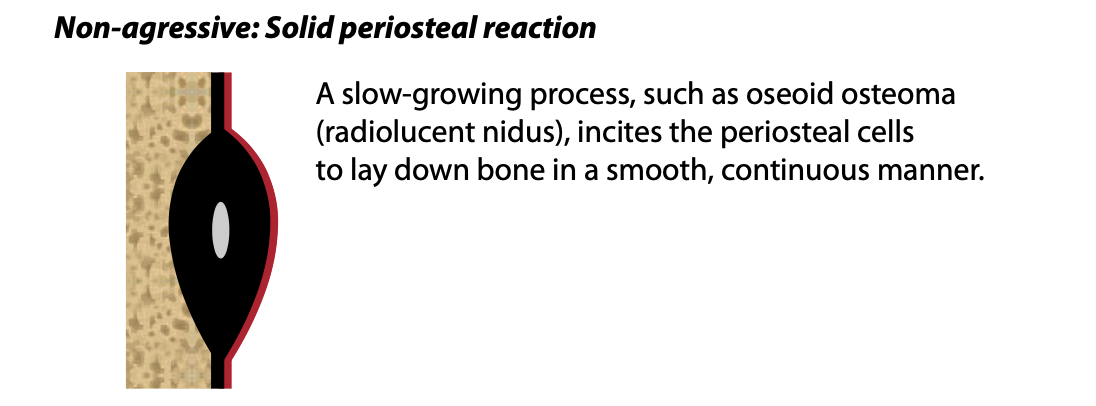 Non-agressive: Solid periosteal reaction
A slow-growing process, such as oseoid osteoma
(radiolucent nidus), incites the periosteal cells
to lay down bone in a smooth, continuous manner.